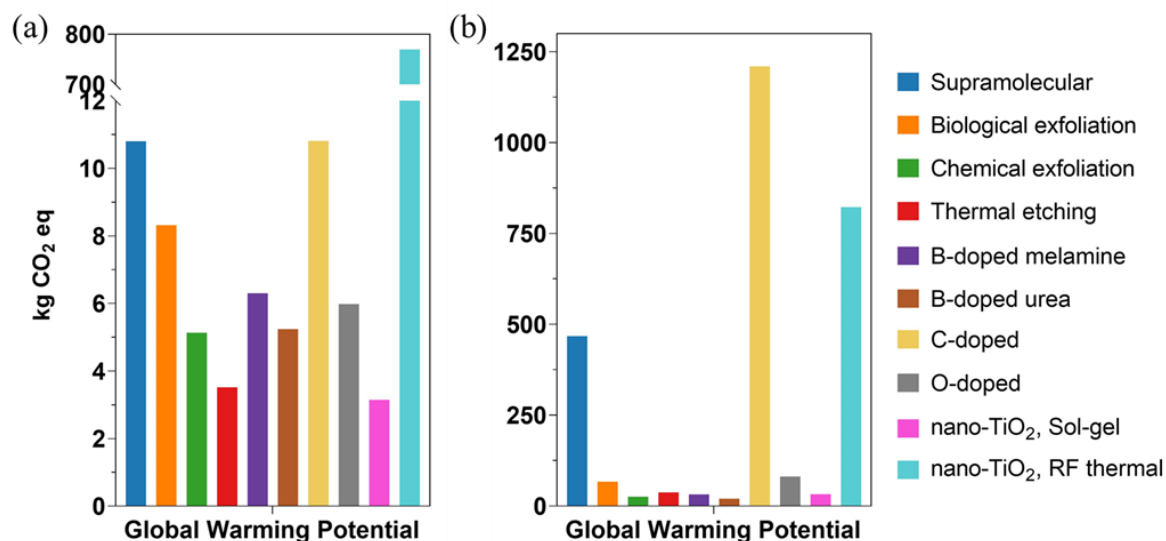 (a)
800
700
12
10
8
6
4
2
0
kg CO₂ eq
Global Warming Potential
(b)
1250
1000
750
500
250
0
Global Warming Potential
Supramolecular
Biological exfoliation
Chemical exfoliation
Thermal etching
B-doped melamine
B-doped urea
C-doped
O-doped
nano-TiO₂, Sol-gel
nano-TiO₂, RF thermal